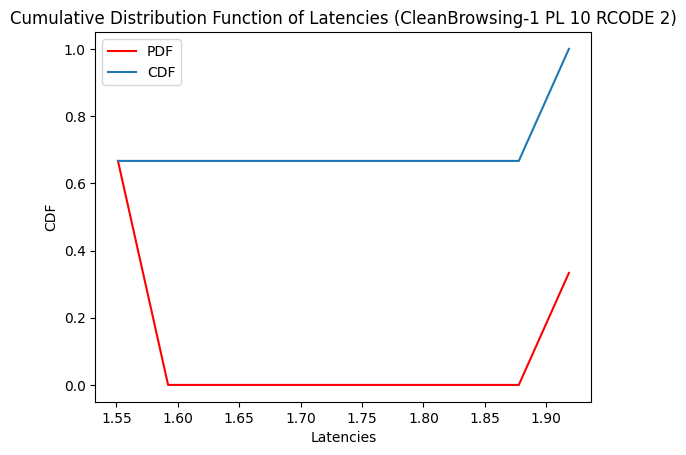 Cumulative Distribution Function of Latencies (CleanBrowsing-1 PL 10 RCODE 2)
PDF
CDF
1.0
0.8
0.6
0.4
0.2
0.0
CDF
1.55 1.60 1.65 1.70 1.75 1.80 1.85 1.90
Latencies